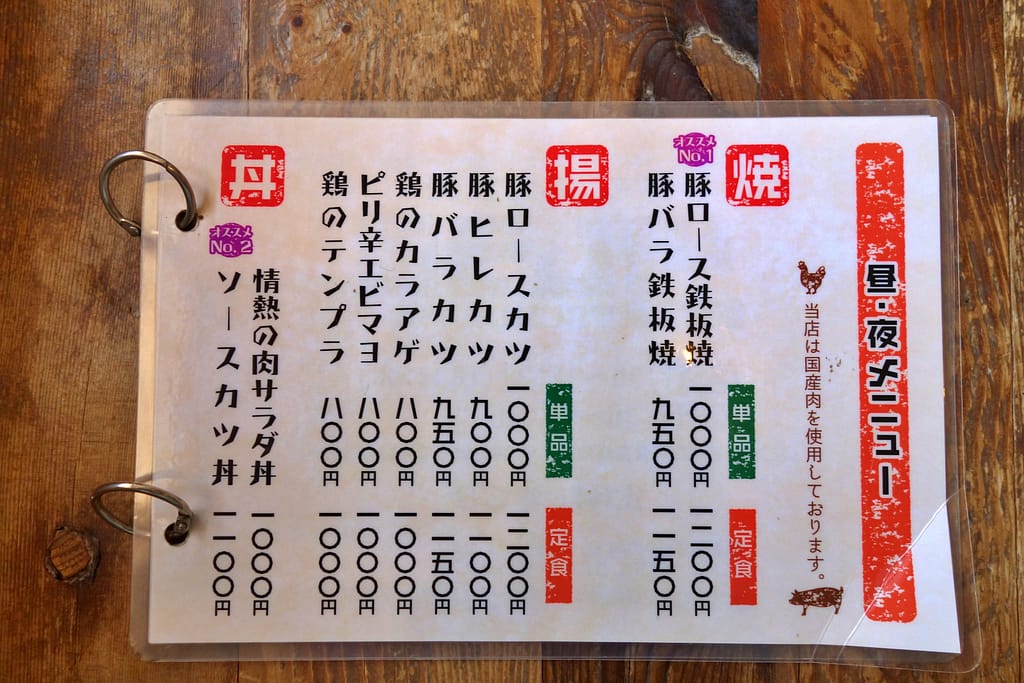 昼・夜メニュー
当店は国産肉を使用しております。
焼
単品
定食
オススメ
No.1
豚ロース鉄板焼 一〇〇〇円 一二〇〇円
豚バラ鉄板焼 九五〇円 一一五〇円
揚
単品
定食
豚ロースカツ 一〇〇〇円 一二〇〇円
豚ヒレカツ 九〇〇円 一一〇〇円
豚バラカツ 九五〇円 一一五〇円
鶏のカラアゲ 八〇〇円 一〇〇〇円
ピリ辛エビマヨ 八〇〇円 一〇〇〇円
鶏のテンプラ 八〇〇円 一〇〇〇円
丼
情熱の肉サラダ丼 一〇〇〇円
オススメ
No.2
ソースカツ丼 一一〇〇円